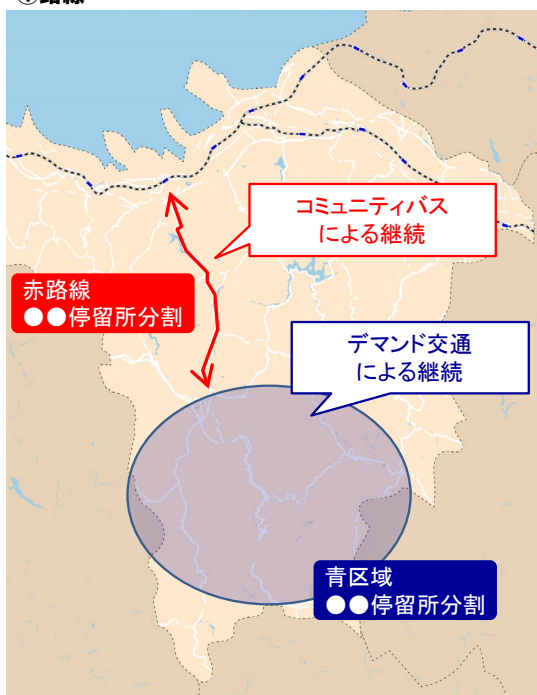 コミュニティバス
による継続
赤路線
●●停留所分割
デマンド交通
による継続
青区域
●●停留所分割